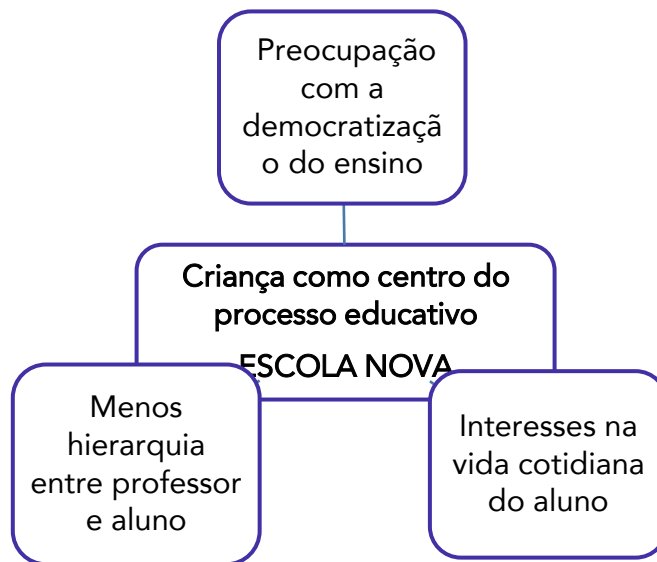 Preocupação
com a
democratizaçã
o do ensino
Criança como centro do
processo educativo
ESCOLA NOVA
Menos
hierarquia
entre professor
e aluno
Interesses na
vida cotidiana
do aluno